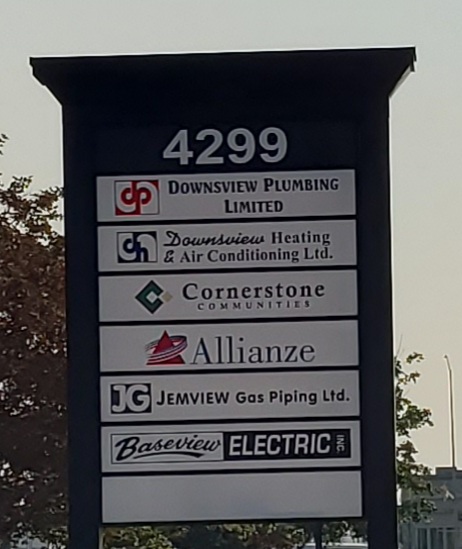 4299
dp DOWNSVIEW PLUMBING
LIMITED
dh Downsview Heating
& Air Conditioning Ltd.
Cornerstone
COMMUNITIES
Allianze
JG JEMVIEW Gas Piping Ltd.
Baseview ELECTRIC INC.